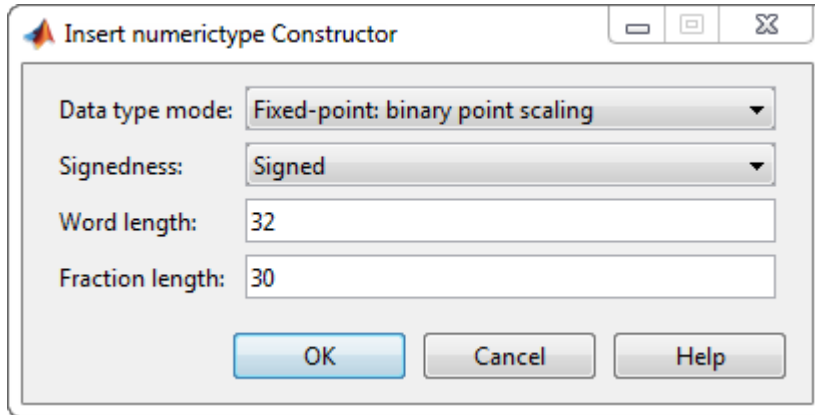 Insert numerictype Constructor
Data type mode: Fixed-point: binary point scaling
Signedness: Signed
Word length: 32
Fraction length: 30
OK Cancel Help